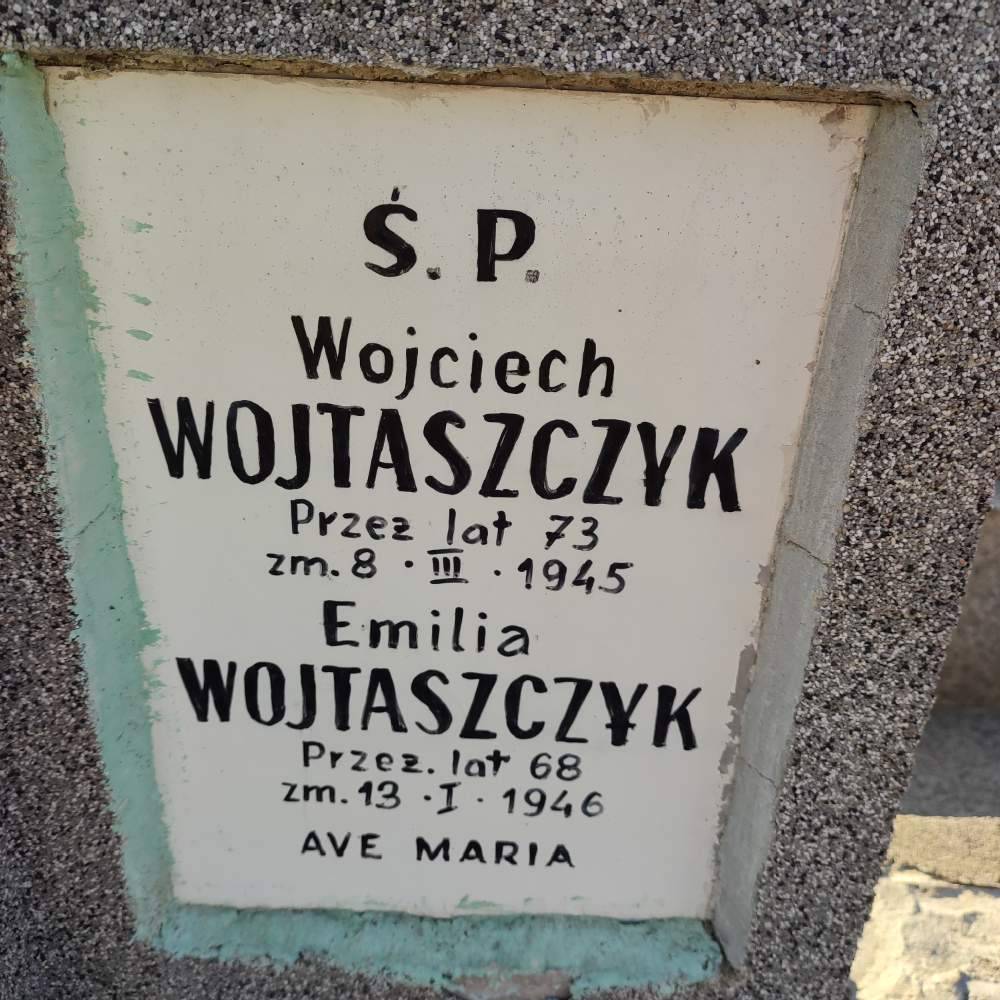 Ś. P.
Wojciech
WOJTASZCZYK
Przeż lat 73
zm. 8 · III · 1945
Emilia
WOJTASZCZYK
Przeż. lat 68
zm. 13 · I · 1946
AVE MARIA